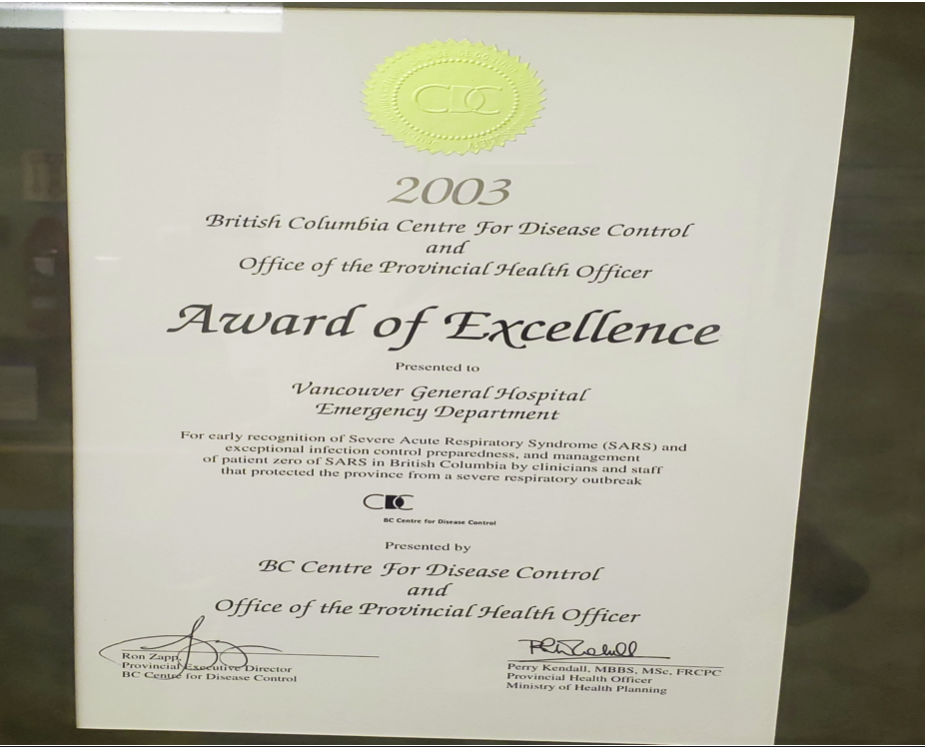 CDC
2003
British Columbia Centre For Disease Control
and
Office of the Provincial Health Officer
Award of Excellence
Presented to
Vancouver General Hospital
Emergency Department
For early recognition of Severe Acute Respiratory Syndrome (SARS) and
exceptional infection control preparedness, and management
of patient zero of SARS in British Columbia by clinicians and staff
that protected the province from a severe respiratory outbreak
CDC
BC Centre for Disease Control
Presented by
BC Centre For Disease Control
and
Office of the Provincial Health Officer
Ron Zapp,
Provincial Executive Director
BC Centre for Disease Control
Perry Kendall, MBBS, MSc, FRCPC
Provincial Health Officer
Ministry of Health Planning